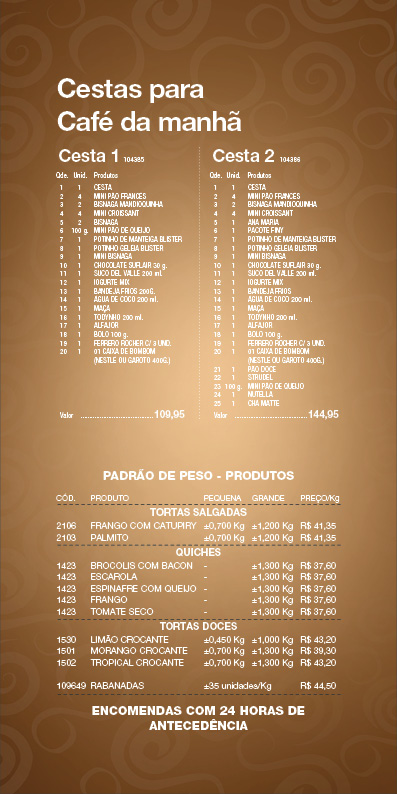 Cestas para
Café da manhã
Cesta 1 104385
Qde. Unid. Produtos
1 1 CESTA
2 4 MINI PÃO FRANCES
3 2 BISNAGA MANDIOQUINHA
4 4 MINI CROISSANT
5 2 BISNAGA
6 100 g. MINI PÃO DE QUEIJO
7 1 POTINHO DE MANTEIGA BLISTER
8 1 POTINHO GELEIA BLISTER
9 1 MINI BISNAGA
10 1 CHOCOLATE SUFLAIR 30 g.
11 1 SUCO DEL VALLE 200 ml.
12 1 IOGURTE MIX
13 1 BANDEJA FRIOS 200G.
14 1 ÁGUA DE COCO 200 ml.
15 1 MAÇA
16 1 TODYNHO 200 ml.
17 1 ALFAJOR
18 1 BOLO 100 g.
19 1 FERRERO ROCHER C/ 3 UND.
20 1 01 CAIXA DE BOMBOM
(NESTLE OU GAROTO 400G.)
Valor ........................................109,95
Cesta 2 104386
Qde. Unid. Produtos
1 1 CESTA
2 4 MINI PÃO FRANCES
3 2 BISNAGA MANDIOQUINHA
4 4 MINI CROISSANT
5 1 ANA MARIA
6 1 PACOTE FINY
7 1 POTINHO DE MANTEIGA BLISTER
8 1 POTINHO GELEIA BLISTER
9 1 MINI BISNAGA
10 1 CHOCOLATE SUFLAIR 30 g.
11 1 SUCO DEL VALLE 200 ml.
12 1 IOGURTE MIX
13 1 BANDEJA FRIOS
14 1 ÁGUA DE COCO 200 ml.
15 1 MAÇA
16 1 TODYNHO 200 ml.
17 1 ALFAJOR
18 1 BOLO 100 g.
19 1 FERRERO ROCHER C/ 3 UND.
20 1 01 CAIXA DE BOMBOM
(NESTLE OU GAROTO 400G.)
21 1 PÃO DOCE
22 1 STRUDEL
23 100 g. MINI PÃO DE QUEIJO
24 1 NUTELLA
25 1 CHA MATTE
Valor ........................................144,95
PADRÃO DE PESO - PRODUTOS
CÓD. PRODUTO PEQUENA GRANDE PREÇO/Kg
TORTAS SALGADAS
2106 FRANGO COM CATUPIRY ±0,700 Kg ±1,200 Kg R$ 41,35
2103 PALMITO ±0,700 Kg ±1,200 Kg R$ 41,35
QUICHES
1423 BROCOLIS COM BACON - ±1,300 Kg R$ 37,60
1423 ESCAROLA - ±1,300 Kg R$ 37,60
1423 ESPINAFRE COM QUEIJO - ±1,300 Kg R$ 37,60
1423 FRANGO - ±1,300 Kg R$ 37,60
1423 TOMATE SECO - ±1,300 Kg R$ 37,60
TORTAS DOCES
1530 LIMÃO CROCANTE ±0,450 Kg ±1,000 Kg R$ 43,20
1501 MORANGO CROCANTE ±0,700 Kg ±1,300 Kg R$ 39,30
1502 TROPICAL CROCANTE ±0,700 Kg ±1,300 Kg R$ 43,20
109649 RABANADAS ±35 unidades/Kg R$ 44,50
ENCOMENDAS COM 24 HORAS DE
ANTECEDÊNCIA